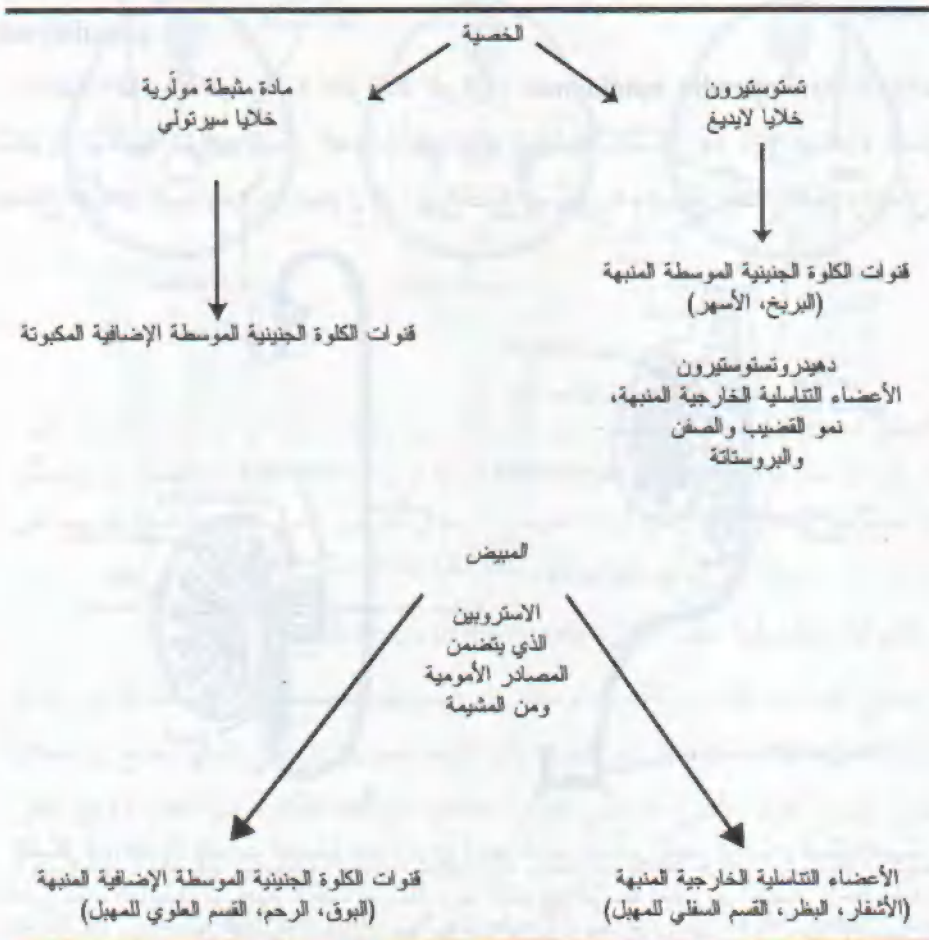 الخصية
تستوستيرون
خلايا لايديغ
مادة مثبطة مولرية
خلايا سيرتولي
قنوات الكلوة الجنينية الموسطة المنبهة
(البربخ، الأسهر)
قنوات الكلوة الجنينية الموسطة الإضافية المكبوتة
دهيدروتستوستيرون
الأعضاء التناسلية الخارجية المنبهة،
نمو القضيب والصفن
والبروستاتة
المبيض
الاستروبين
الذي يتضمن
المصادر الأمومية
ومن المشيمة
الأعضاء التناسلية الخارجية المنبهة
(الأشفار، البظر، القسم السفلي للمهبل)
قنوات الكلوة الجنينية الموسطة الإضافية المنبهة
(البوق، الرحم، القسم العلوي للمهبل)